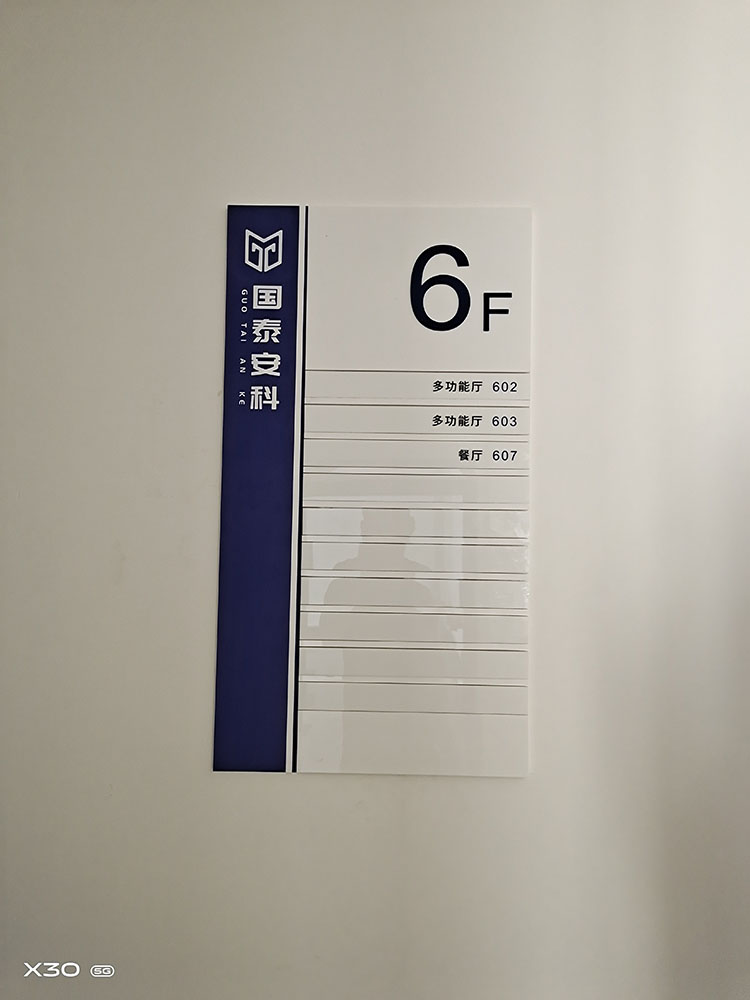 国泰安科
GUO TAI AN KE
6F
多功能厅 602
多功能厅 603
餐厅 607
X30 5G